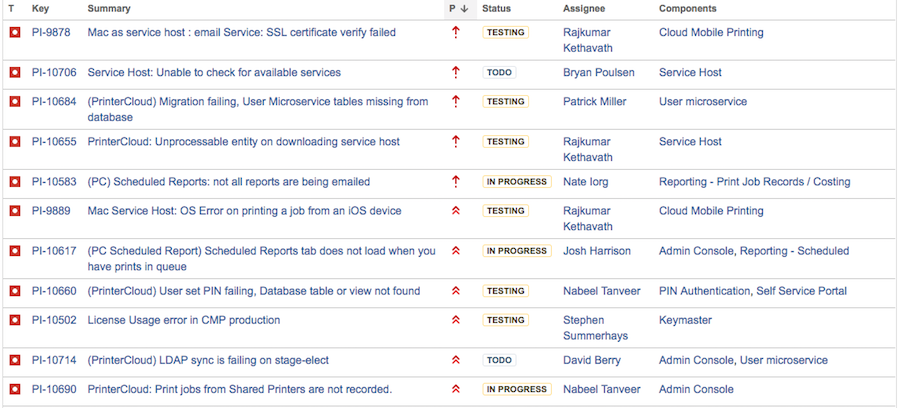 T Key Summary P ↓ Status Assignee Components
PI-9878 Mac as service host : email Service: SSL certificate verify failed TESTING Rajkumar Kethavath Cloud Mobile Printing
PI-10706 Service Host: Unable to check for available services TODO Bryan Poulsen Service Host
PI-10684 (PrinterCloud) Migration failing, User Microservice tables missing from database TESTING Patrick Miller User microservice
PI-10655 PrinterCloud: Unprocessable entity on downloading service host TESTING Rajkumar Kethavath Service Host
PI-10583 (PC) Scheduled Reports: not all reports are being emailed IN PROGRESS Nate Iorg Reporting - Print Job Records / Costing
PI-9889 Mac Service Host: OS Error on printing a job from an iOS device TESTING Rajkumar Kethavath Cloud Mobile Printing
PI-10617 (PC Scheduled Report) Scheduled Reports tab does not load when you have prints in queue IN PROGRESS Josh Harrison Admin Console, Reporting - Scheduled
PI-10660 (PrinterCloud) User set PIN failing, Database table or view not found TESTING Nabeel Tanveer PIN Authentication, Self Service Portal
PI-10502 License Usage error in CMP production TESTING Stephen Summerhays Keymaster
PI-10714 (PrinterCloud) LDAP sync is failing on stage-elect TODO David Berry Admin Console, User microservice
PI-10690 PrinterCloud: Print jobs from Shared Printers are not recorded. IN PROGRESS Nabeel Tanveer Admin Console